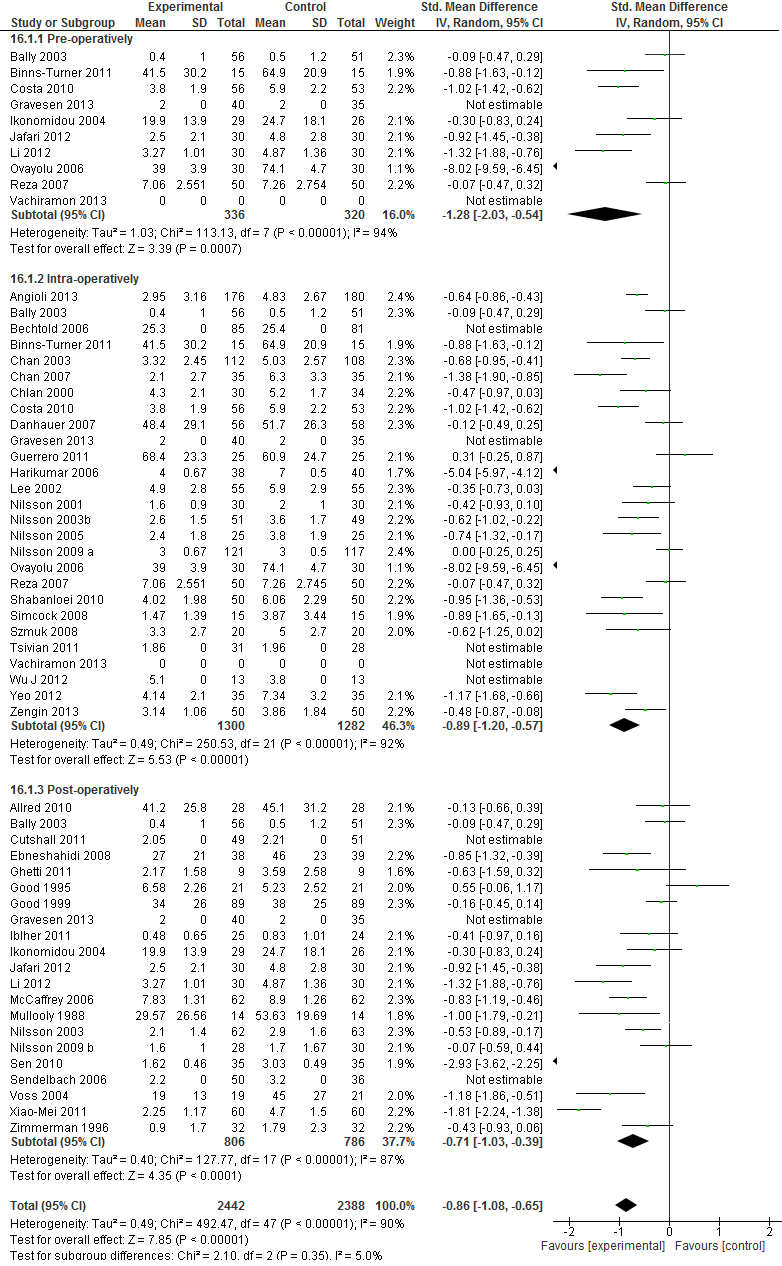 Experimental Control Std. Mean Difference Std. Mean Difference
Study or Subgroup Mean SD Total Mean SD Total Weight IV, Random, 95% CI IV, Random, 95% CI
16.1.1 Pre-operatively
Bally 2003 0.4 1 56 0.5 1.2 51 2.3% -0.09 [-0.47, 0.29]
Binns-Turner 2011 41.5 30.2 15 64.9 20.9 15 1.9% -0.88 [-1.63, -0.12]
Costa 2010 3.8 1.9 56 5.9 2.2 53 2.2% -1.02 [-1.42, -0.62]
Gravesen 2013 2 0 40 2 0 35 Not estimable
Ikonomidou 2004 19.9 13.9 29 24.7 18.1 26 2.1% -0.30 [-0.83, 0.24]
Jafari 2012 2.5 2.1 30 4.8 2.8 30 2.1% -0.92 [-1.45, -0.38]
Li 2012 3.27 1.01 30 4.87 1.36 30 2.1% -1.32 [-1.88, -0.76]
Ovayolu 2006 39 3.9 30 74.1 4.7 30 1.1% -8.02 [-9.59, -6.45]
Reza 2007 7.06 2.551 50 7.26 2.754 50 2.2% -0.07 [-0.47, 0.32]
Vachiramon 2013 0 0 0 0 0 0 Not estimable
Subtotal (95% CI) 336 320 16.0% -1.28 [-2.03, -0.54]
Heterogeneity: Tau² = 1.03; Chi² = 113.13, df = 7 (P < 0.00001); I² = 94%
Test for overall effect: Z = 3.39 (P = 0.0007)
16.1.2 Intra-operatively
Angioli 2013 2.95 3.16 176 4.83 2.67 180 2.4% -0.64 [-0.86, -0.43]
Bally 2003 0.4 1 56 0.5 1.2 51 2.3% -0.09 [-0.47, 0.29]
Bechtold 2006 25.3 0 85 25.4 0 81 Not estimable
Binns-Turner 2011 41.5 30.2 15 64.9 20.9 15 1.9% -0.88 [-1.63, -0.12]
Chan 2003 3.32 2.45 112 5.03 2.57 108 2.3% -0.68 [-0.95, -0.41]
Chan 2007 2.1 2.7 35 6.3 3.3 35 2.1% -1.38 [-1.90, -0.85]
Chlan 2000 4.3 2.1 30 5.2 1.7 34 2.2% -0.47 [-0.97, 0.03]
Costa 2010 3.8 1.9 56 5.9 2.2 53 2.2% -1.02 [-1.42, -0.62]
Danhauer 2007 48.4 29.1 56 51.7 26.3 58 2.3% -0.12 [-0.49, 0.25]
Gravesen 2013 2 0 40 2 0 35 Not estimable
Guerrero 2011 68.4 23.3 25 60.9 24.7 25 2.1% 0.31 [-0.25, 0.87]
Harikumar 2006 4 0.67 38 7 0.5 40 1.7% -5.04 [-5.97, -4.12]
Lee 2002 4.9 2.8 55 5.9 2.9 55 2.3% -0.35 [-0.73, 0.03]
Nilsson 2001 1.6 0.9 30 2 1 30 2.1% -0.42 [-0.93, 0.10]
Nilsson 2003b 2.6 1.5 51 3.6 1.7 49 2.2% -0.62 [-1.02, -0.22]
Nilsson 2005 2.4 1.8 25 3.8 1.9 25 2.1% -0.74 [-1.32, -0.17]
Nilsson 2009 a 3 0.67 121 3 0.5 117 2.4% 0.00 [-0.25, 0.25]
Ovayolu 2006 39 3.9 30 74.1 4.7 30 1.1% -8.02 [-9.59, -6.45]
Reza 2007 7.06 2.551 50 7.26 2.745 50 2.2% -0.07 [-0.47, 0.32]
Shabanloei 2010 4.02 1.98 50 6.06 2.29 50 2.2% -0.95 [-1.36, -0.53]
Simcock 2008 1.47 1.39 15 3.87 3.44 15 1.9% -0.89 [-1.65, -0.13]
Szmuk 2008 3.3 2.7 20 5 2.7 20 2.0% -0.62 [-1.25, 0.02]
Tsivian 2011 1.86 0 31 1.96 0 28 Not estimable
Vachiramon 2013 0 0 0 0 0 0 Not estimable
Wu J 2012 5.1 0 13 3.8 0 13 Not estimable
Yeo 2012 4.14 2.1 35 7.34 3.2 35 2.1% -1.17 [-1.68, -0.66]
Zengin 2013 3.14 1.06 50 3.86 1.84 50 2.2% -0.48 [-0.87, -0.08]
Subtotal (95% CI) 1300 1282 46.3% -0.89 [-1.20, -0.57]
Heterogeneity: Tau² = 0.49; Chi² = 250.53, df = 21 (P < 0.00001); I² = 92%
Test for overall effect: Z = 5.53 (P < 0.00001)
16.1.3 Post-operatively
Allred 2010 41.2 25.8 28 45.1 31.2 28 2.1% -0.13 [-0.66, 0.39]
Bally 2003 0.4 1 56 0.5 1.2 51 2.3% -0.09 [-0.47, 0.29]
Cutshall 2011 2.05 0 49 2.21 0 51 Not estimable
Ebneshahidi 2008 27 21 38 46 23 39 2.2% -0.85 [-1.32, -0.39]
Ghetti 2011 2.17 1.58 9 3.59 2.58 9 1.6% -0.63 [-1.59, 0.32]
Good 1995 6.58 2.26 21 5.23 2.52 21 2.1% 0.55 [-0.06, 1.17]
Good 1999 34 26 89 38 25 89 2.3% -0.16 [-0.45, 0.14]
Gravesen 2013 2 0 40 2 0 35 Not estimable
Iblher 2011 0.48 0.65 25 0.83 1.01 24 2.1% -0.41 [-0.97, 0.16]
Ikonomidou 2004 19.9 13.9 29 24.7 18.1 26 2.1% -0.30 [-0.83, 0.24]
Jafari 2012 2.5 2.1 30 4.8 2.8 30 2.1% -0.92 [-1.45, -0.38]
Li 2012 3.27 1.01 30 4.87 1.36 30 2.1% -1.32 [-1.88, -0.76]
McCaffrey 2006 7.83 1.31 62 8.9 1.26 62 2.2% -0.83 [-1.19, -0.46]
Mullooly 1988 29.57 26.56 14 53.63 19.69 14 1.8% -1.00 [-1.79, -0.21]
Nilsson 2003 2.1 1.4 62 2.9 1.6 63 2.3% -0.53 [-0.89, -0.17]
Nilsson 2009 b 1.6 1 28 1.7 1.67 30 2.1% -0.07 [-0.59, 0.44]
Sen 2010 1.62 0.46 35 3.03 0.49 35 1.9% -2.93 [-3.62, -2.25]
Sendelbach 2006 2.2 0 50 3.2 0 36 Not estimable
Voss 2004 19 13 19 45 27 21 2.0% -1.18 [-1.86, -0.51]
Xiao-Mei 2011 2.25 1.17 60 4.7 1.5 60 2.2% -1.81 [-2.24, -1.38]
Zimmerman 1996 0.9 1.7 32 1.79 2.3 32 2.2% -0.43 [-0.93, 0.06]
Subtotal (95% CI) 806 786 37.7% -0.71 [-1.03, -0.39]
Heterogeneity: Tau² = 0.40; Chi² = 127.77, df = 17 (P < 0.00001); I² = 87%
Test for overall effect: Z = 4.35 (P < 0.0001)
Total (95% CI) 2442 2388 100.0% -0.86 [-1.08, -0.65]
Heterogeneity: Tau² = 0.49; Chi² = 492.47, df = 47 (P < 0.00001); I² = 90%
Test for overall effect: Z = 7.85 (P < 0.00001)
Test for subgroup differences: Chi² = 2.10, df = 2 (P = 0.35), I² = 5.0%
-2 -1 0 1 2
Favours [experimental] Favours [control]